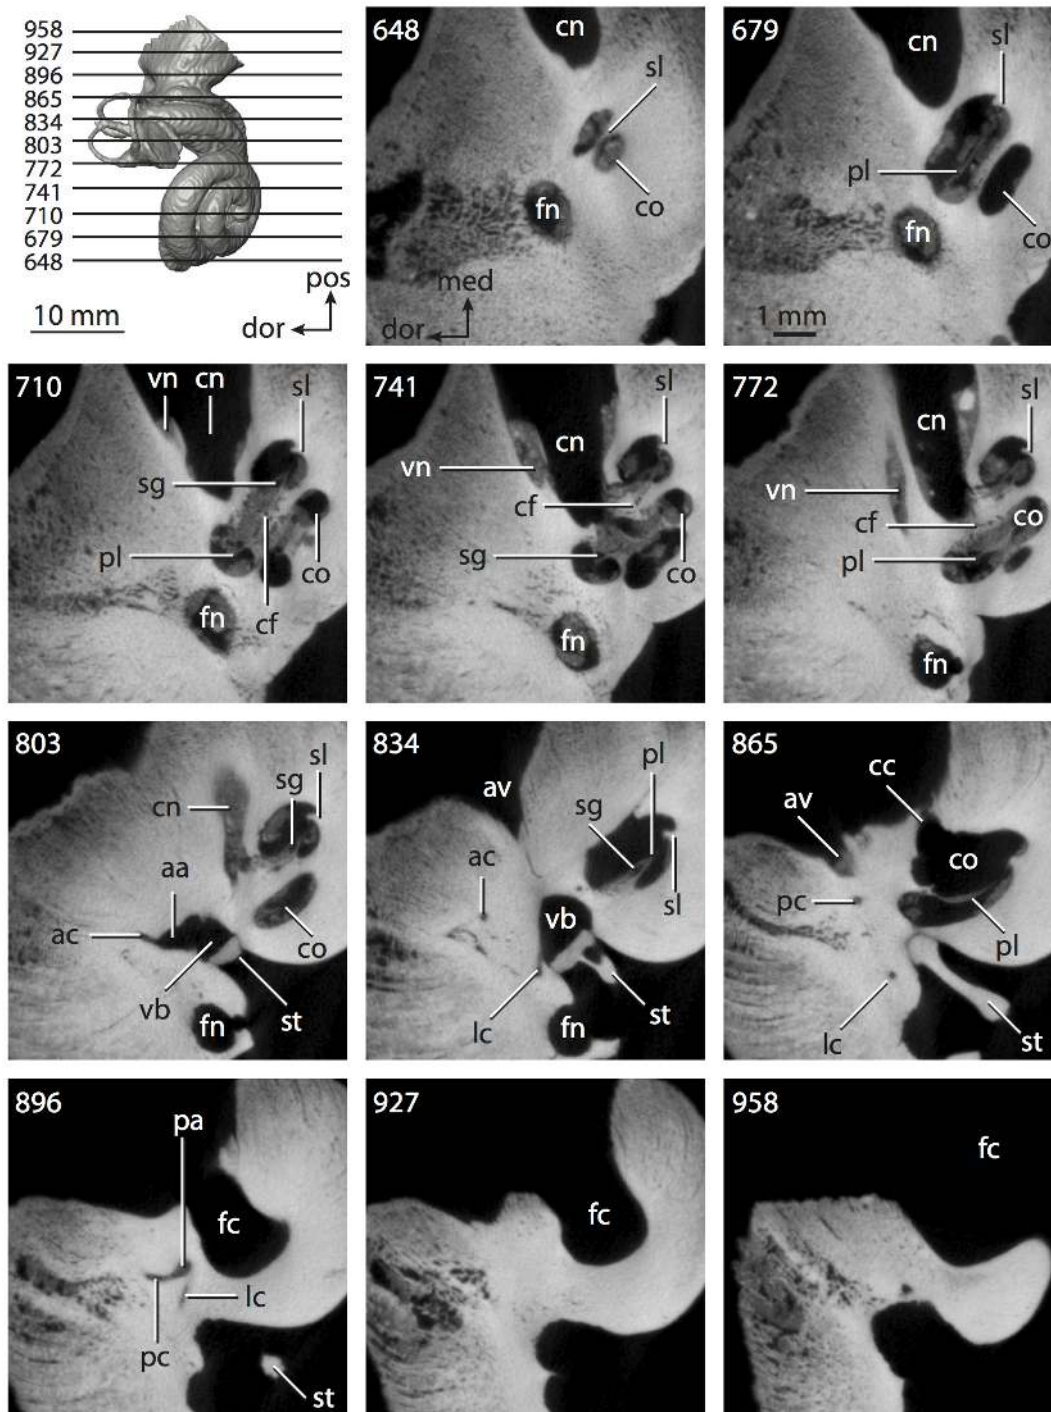 958
927
896
865
834
803
772
741
710
679
648
pos
dor
10 mm
648
cn
sl
co
fn
med
dor
679
cn
sl
pl
fn
co
1 mm
710
vn
cn
sl
sg
pl
co
fn
cf
741
sl
cn
vn
cf
sg
co
fn
772
sl
cn
vn
co
cf
pl
fn
803
sl
sg
cn
aa
ac
co
vb
st
fn
834
pl
av
sg
ac
vb
sl
lc
fn
st
865
cc
av
co
pc
pl
lc
st
896
pa
fc
lc
pc
st
927
fc
958
fc